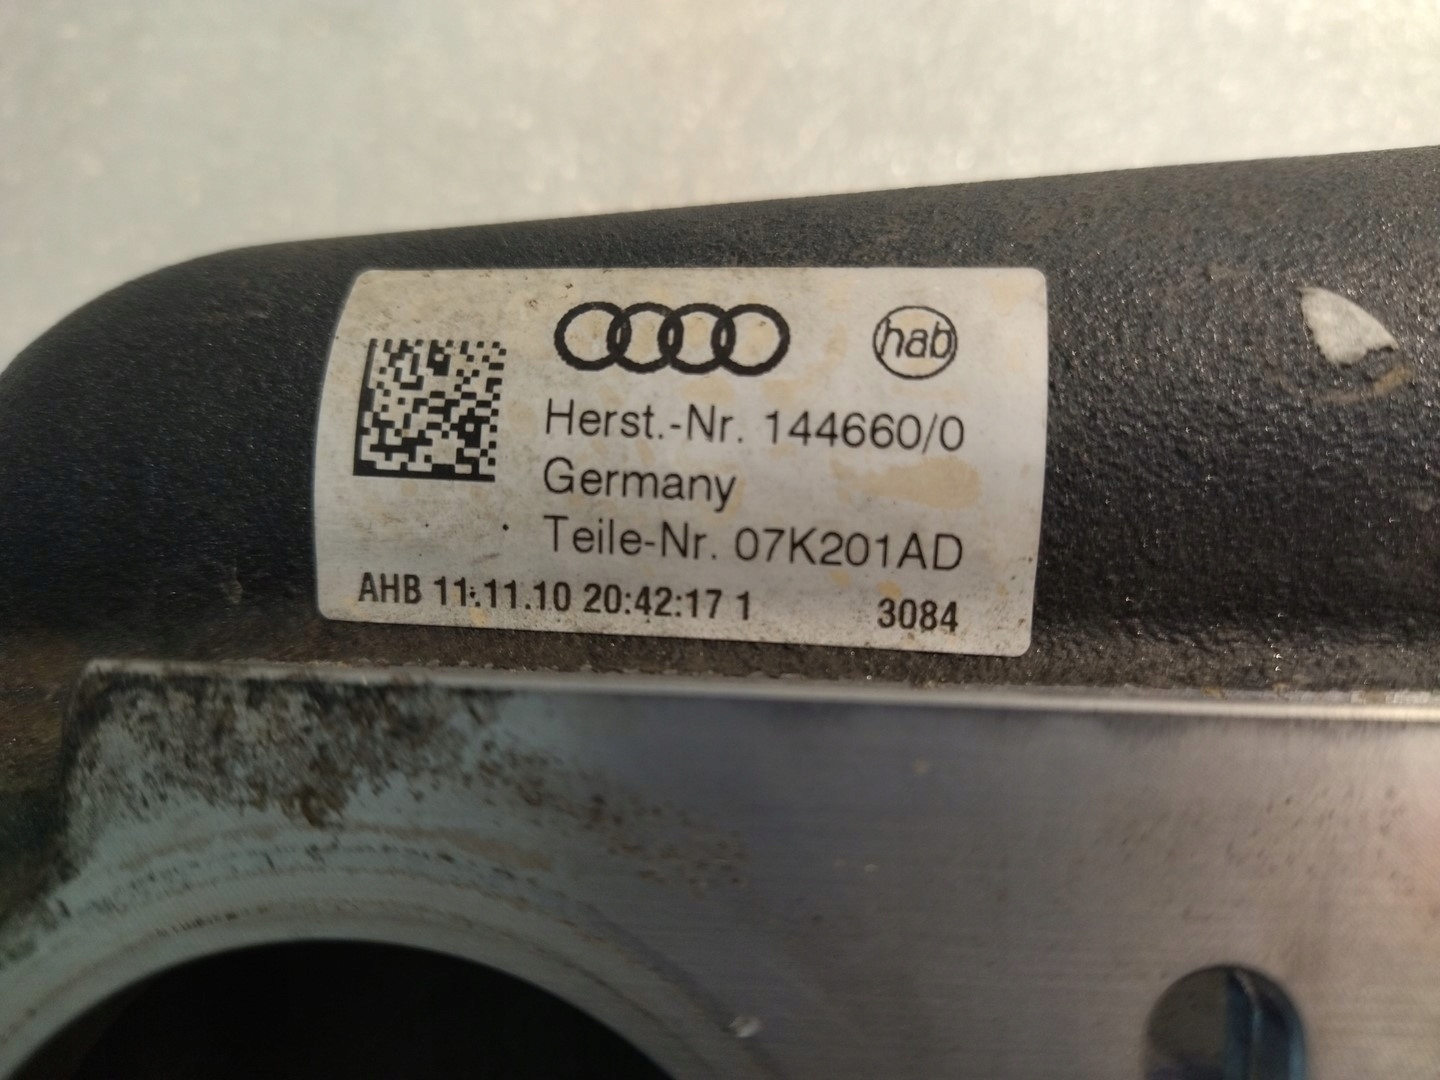 hab
Herst.-Nr. 144660/0
Germany
Teile-Nr. 07K201AD
AHB 11.11.10 20:42:17 1 3084